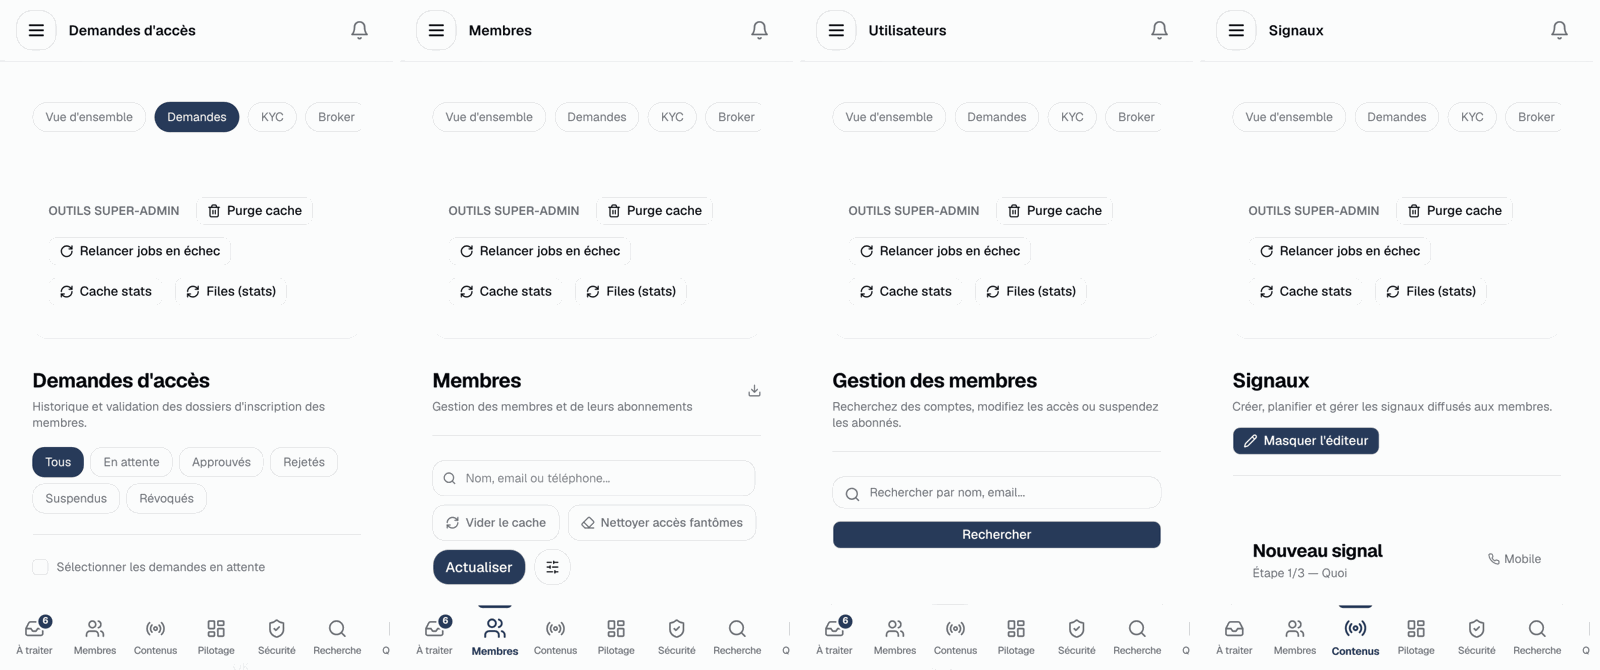 Demandes d'accès
Vue d'ensemble Demandes KYC Broker
OUTILS SUPER-ADMIN Purge cache
Relancer jobs en échec
Cache stats Files (stats)
Demandes d'accès
Historique et validation des dossiers d'inscription des
membres.
Tous En attente Approuvés Rejetés
Suspendus Révoqués
Sélectionner les demandes en attente
6
À traiter Membres Contenus Pilotage Sécurité Recherche Q
Membres
Vue d'ensemble Demandes KYC Broker
OUTILS SUPER-ADMIN Purge cache
Relancer jobs en échec
Cache stats Files (stats)
Membres
Gestion des membres et de leurs abonnements
Nom, email ou téléphone...
Vider le cache Nettoyer accès fantômes
Actualiser
6
À traiter Membres Contenus Pilotage Sécurité Recherche Q
Utilisateurs
Vue d'ensemble Demandes KYC Broker
OUTILS SUPER-ADMIN Purge cache
Relancer jobs en échec
Cache stats Files (stats)
Gestion des membres
Recherchez des comptes, modifiez les accès ou suspendez
les abonnés.
Rechercher par nom, email...
Rechercher
6
À traiter Membres Contenus Pilotage Sécurité Recherche Q
Signaux
Vue d'ensemble Demandes KYC Broker
OUTILS SUPER-ADMIN Purge cache
Relancer jobs en échec
Cache stats Files (stats)
Signaux
Créer, planifier et gérer les signaux diffusés aux membres.
Masquer l'éditeur
Nouveau signal Mobile
Étape 1/3 — Quoi
À traiter Membres Contenus Pilotage Sécurité Recherche Q